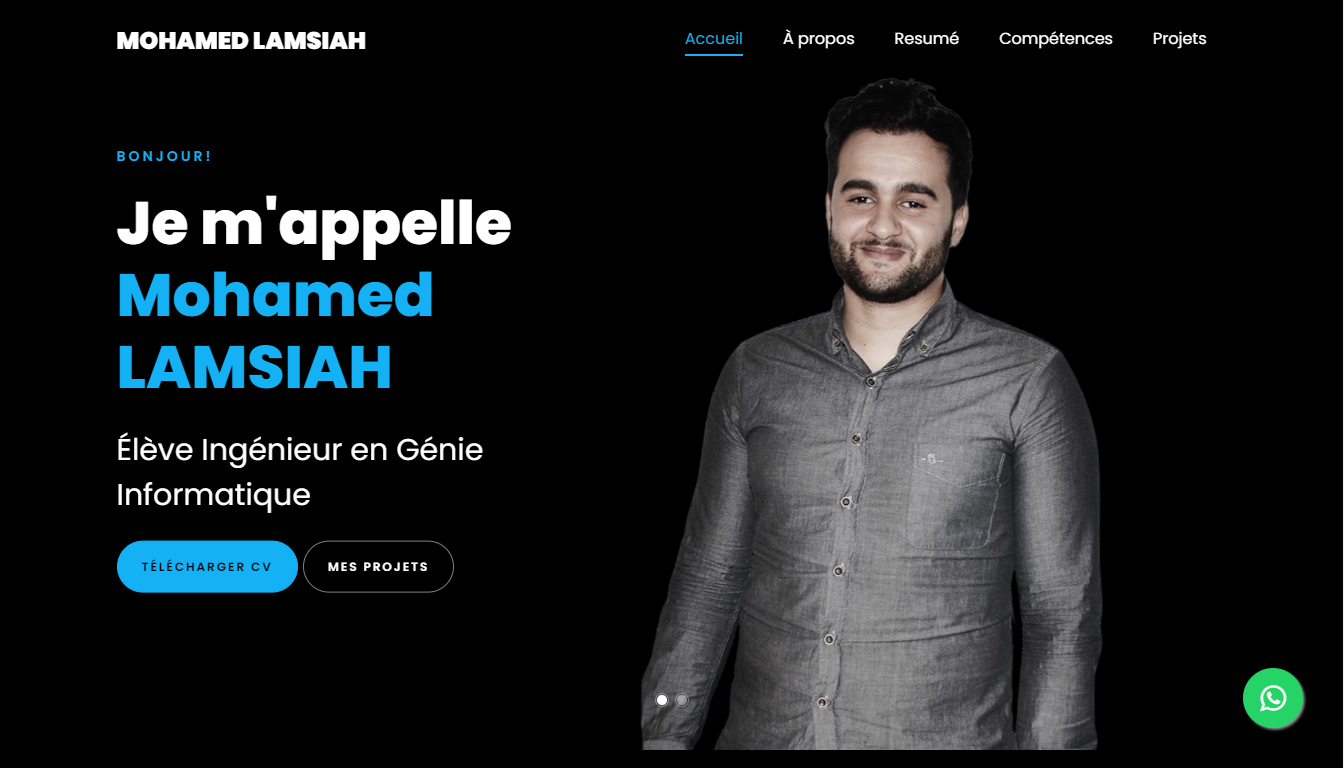 MOHAMED LAMSIAH
Accueil
À propos
Resumé
Compétences
Projets
BONJOUR!
Je m'appelle
Mohamed
LAMSIAH
Élève Ingénieur en Génie
Informatique
TÉLÉCHARGER CV
MES PROJETS